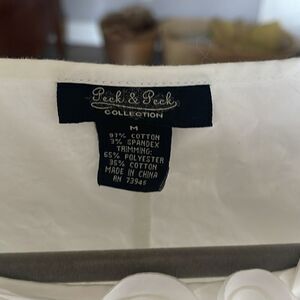 Peck & Peck
COLLECTION
M
97% COTTON
3% SPANDEX
TRIMMING:
65% POLYESTER
35% COTTON
MADE IN CHINA
RN 73946